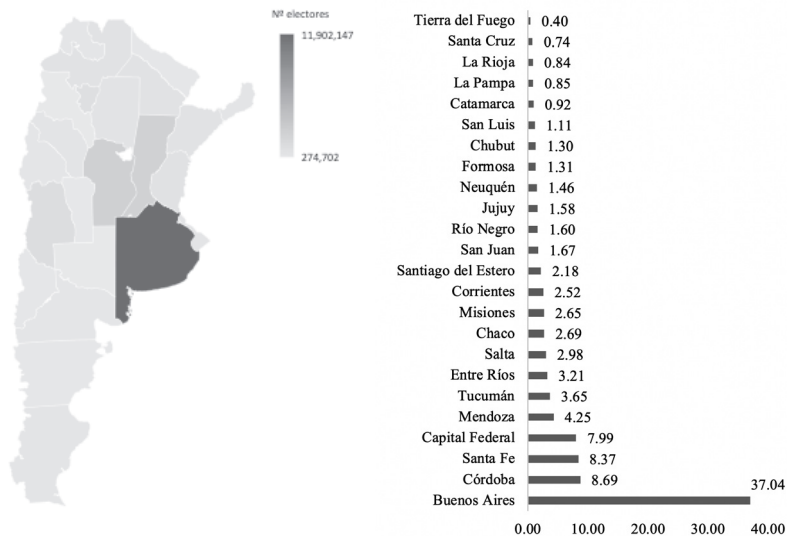 Nº electores
11,902,147
274,702
Tierra del Fuego 0.40
Santa Cruz 0.74
La Rioja 0.84
La Pampa 0.85
Catamarca 0.92
San Luis 1.11
Chubut 1.30
Formosa 1.31
Neuquén 1.46
Jujuy 1.58
Río Negro 1.60
San Juan 1.67
Santiago del Estero 2.18
Corrientes 2.52
Misiones 2.65
Chaco 2.69
Salta 2.98
Entre Ríos 3.21
Tucumán 3.65
Mendoza 4.25
Capital Federal 7.99
Santa Fe 8.37
Córdoba 8.69
Buenos Aires 37.04
0.00 10.00 20.00 30.00 40.00